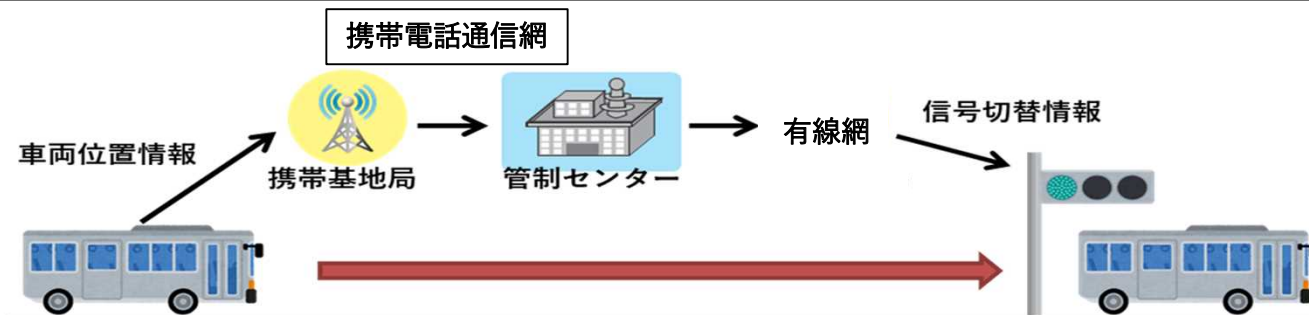 携帯電話通信網
車両位置情報
携帯基地局
管制センター
有線網
信号切替情報